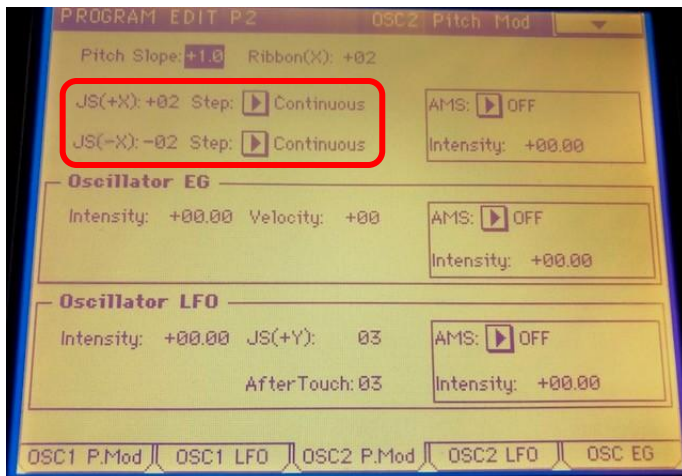 PROGRAM EDIT P2 OSC2 Pitch Mod
Pitch Slope: +1.0 Ribbon(X): +02
JS(+X): +02 Step: Continuous
JS(-X): -02 Step: Continuous
AMS: OFF
Intensity: +00.00
Oscillator EG
Intensity: +00.00 Velocity: +00
AMS: OFF
Intensity: +00.00
Oscillator LFO
Intensity: +00.00 JS(+Y): 03
AfterTouch: 03
AMS: OFF
Intensity: +00.00
OSC1 P.Mod OSC1 LFO OSC2 P.Mod OSC2 LFO OSC EG